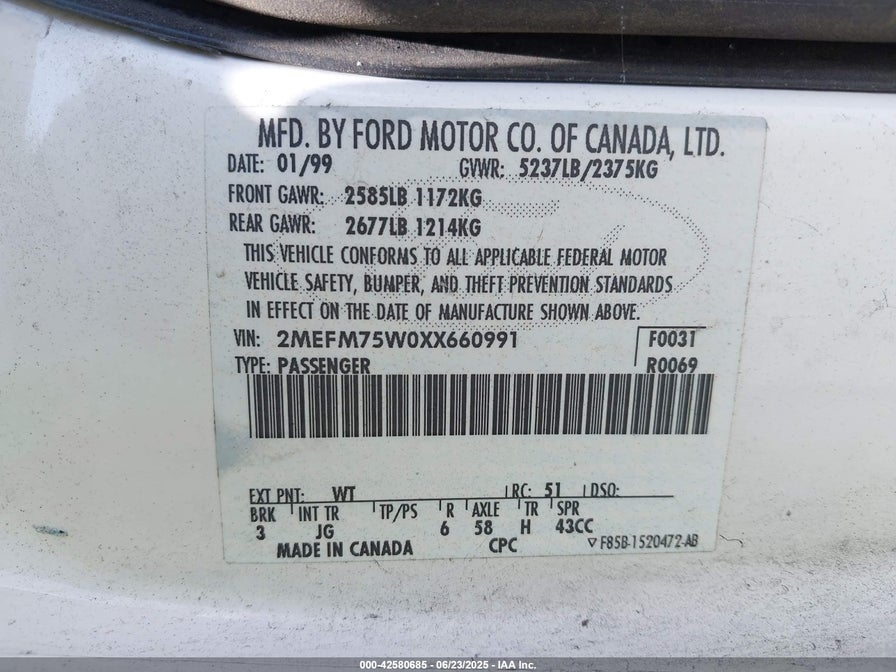 MFD. BY FORD MOTOR CO. OF CANADA, LTD.
DATE: 01/99 GVWR: 5237LB/2375KG
FRONT GAWR: 2585LB 1172KG
REAR GAWR: 2677LB 1214KG
THIS VEHICLE CONFORMS TO ALL APPLICABLE FEDERAL MOTOR
VEHICLE SAFETY, BUMPER, AND THEFT PREVENTION STANDARDS
IN EFFECT ON THE DATE OF MANUFACTURE SHOWN ABOVE.
VIN: 2MEFM75W0XX660991 F0031
TYPE: PASSENGER R0069
EXT PNT: WT RC: 51 DSO:
BRK INT TR TP/PS R AXLE TR SPR
3 JG 6 58 H 43CC
MADE IN CANADA CPC ▽ F85B-1520472-AB
000-42580685 - 06/23/2025 - IAA Inc.